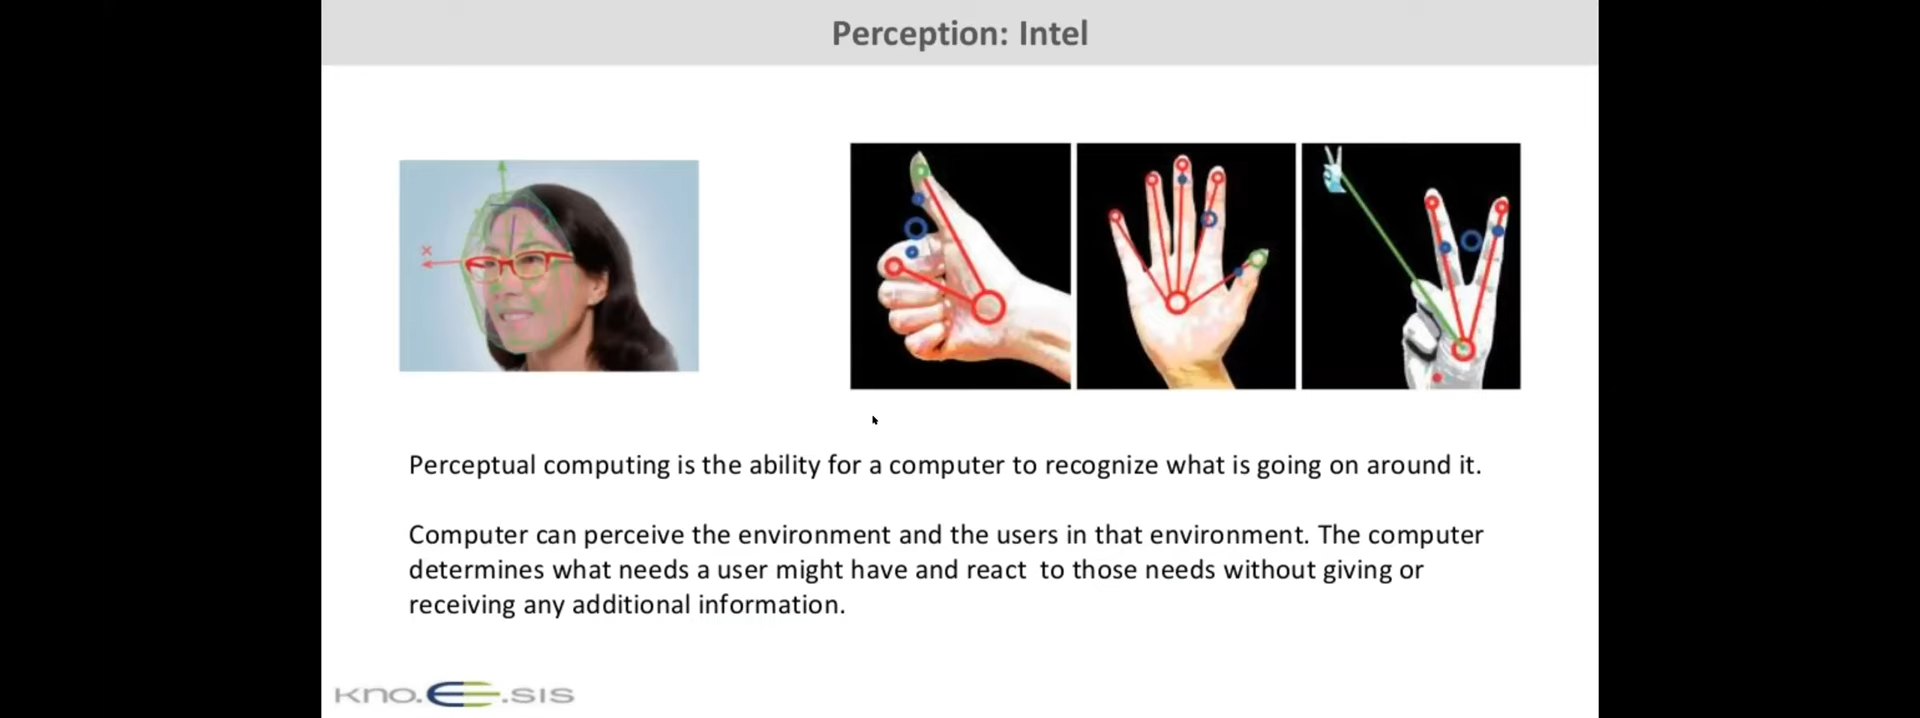 Perception: Intel
x
Perceptual computing is the ability for a computer to recognize what is going on around it.
Computer can perceive the environment and the users in that environment. The computer
determines what needs a user might have and react to those needs without giving or
receiving any additional information.
kno.e.sis